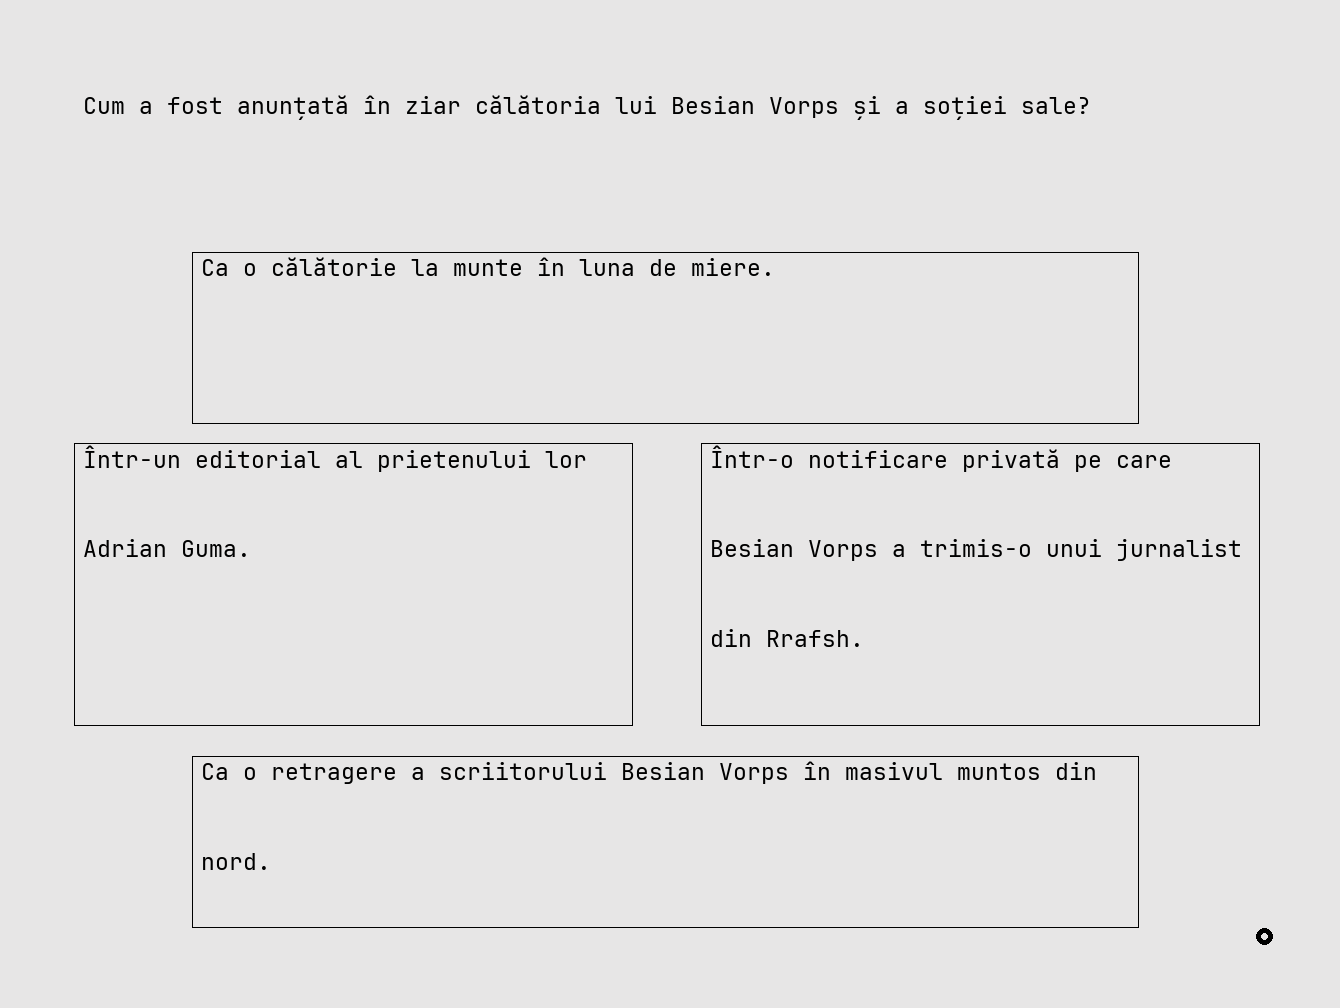 Cum a fost anunțată în ziar călătoria lui Besian Vorps și a soției sale?
Ca o călătorie la munte în luna de miere.
Într-un editorial al prietenului lor
Adrian Guma.
Într-o notificare privată pe care
Besian Vorps a trimis-o unui jurnalist
din Rrafsh.
Ca o retragere a scriitorului Besian Vorps în masivul muntos din
nord.